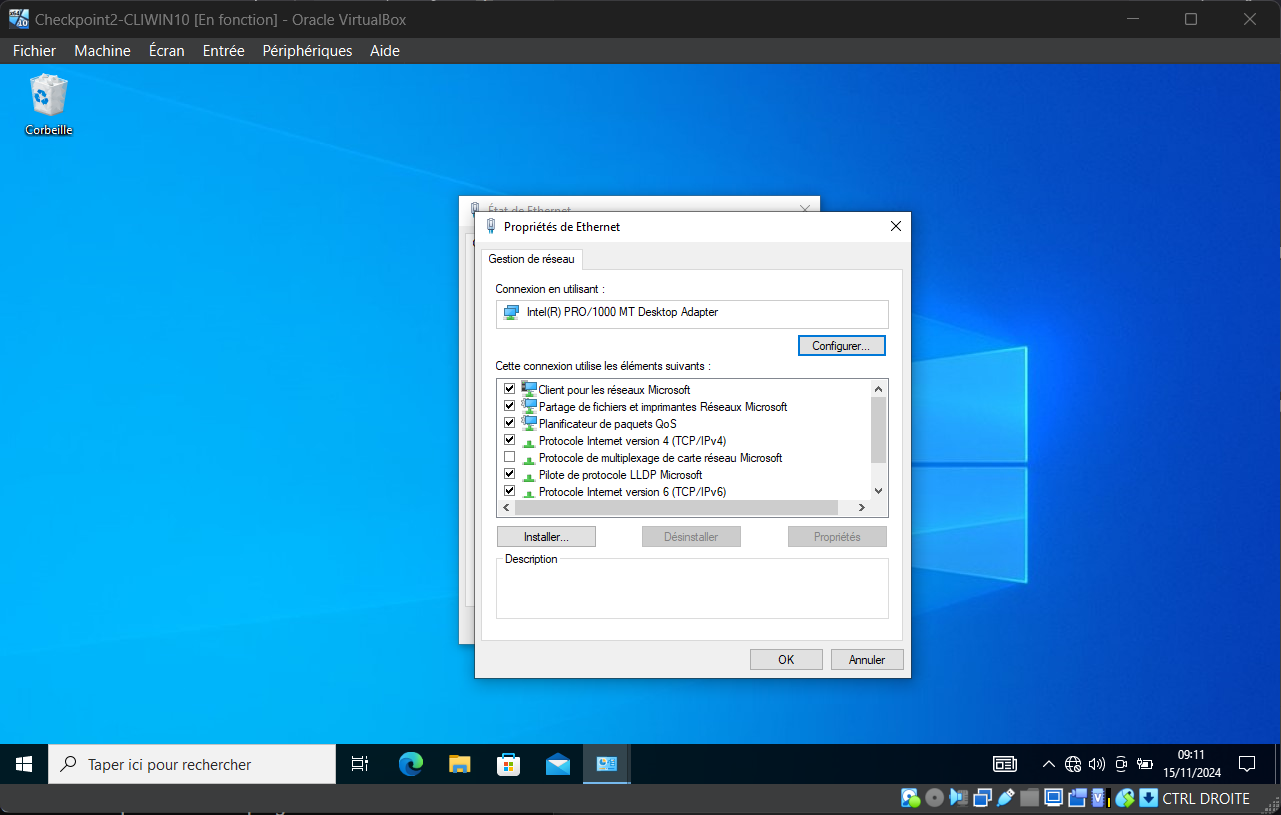 Checkpoint2-CLIWIN10 [En fonction] - Oracle VirtualBox
Fichier Machine Écran Entrée Périphériques Aide
Corbeille
État de Ethernet
Propriétés de Ethernet
Gestion de réseau
Connexion en utilisant :
Intel(R) PRO/1000 MT Desktop Adapter
Configurer...
Cette connexion utilise les éléments suivants :
Client pour les réseaux Microsoft
Partage de fichiers et imprimantes Réseaux Microsoft
Planificateur de paquets QoS
Protocole Internet version 4 (TCP/IPv4)
Protocole de multiplexage de carte réseau Microsoft
Pilote de protocole LLDP Microsoft
Protocole Internet version 6 (TCP/IPv6)
Installer... Désinstaller Propriétés
Description
OK Annuler
Taper ici pour rechercher
09:11
15/11/2024
CTRL DROITE